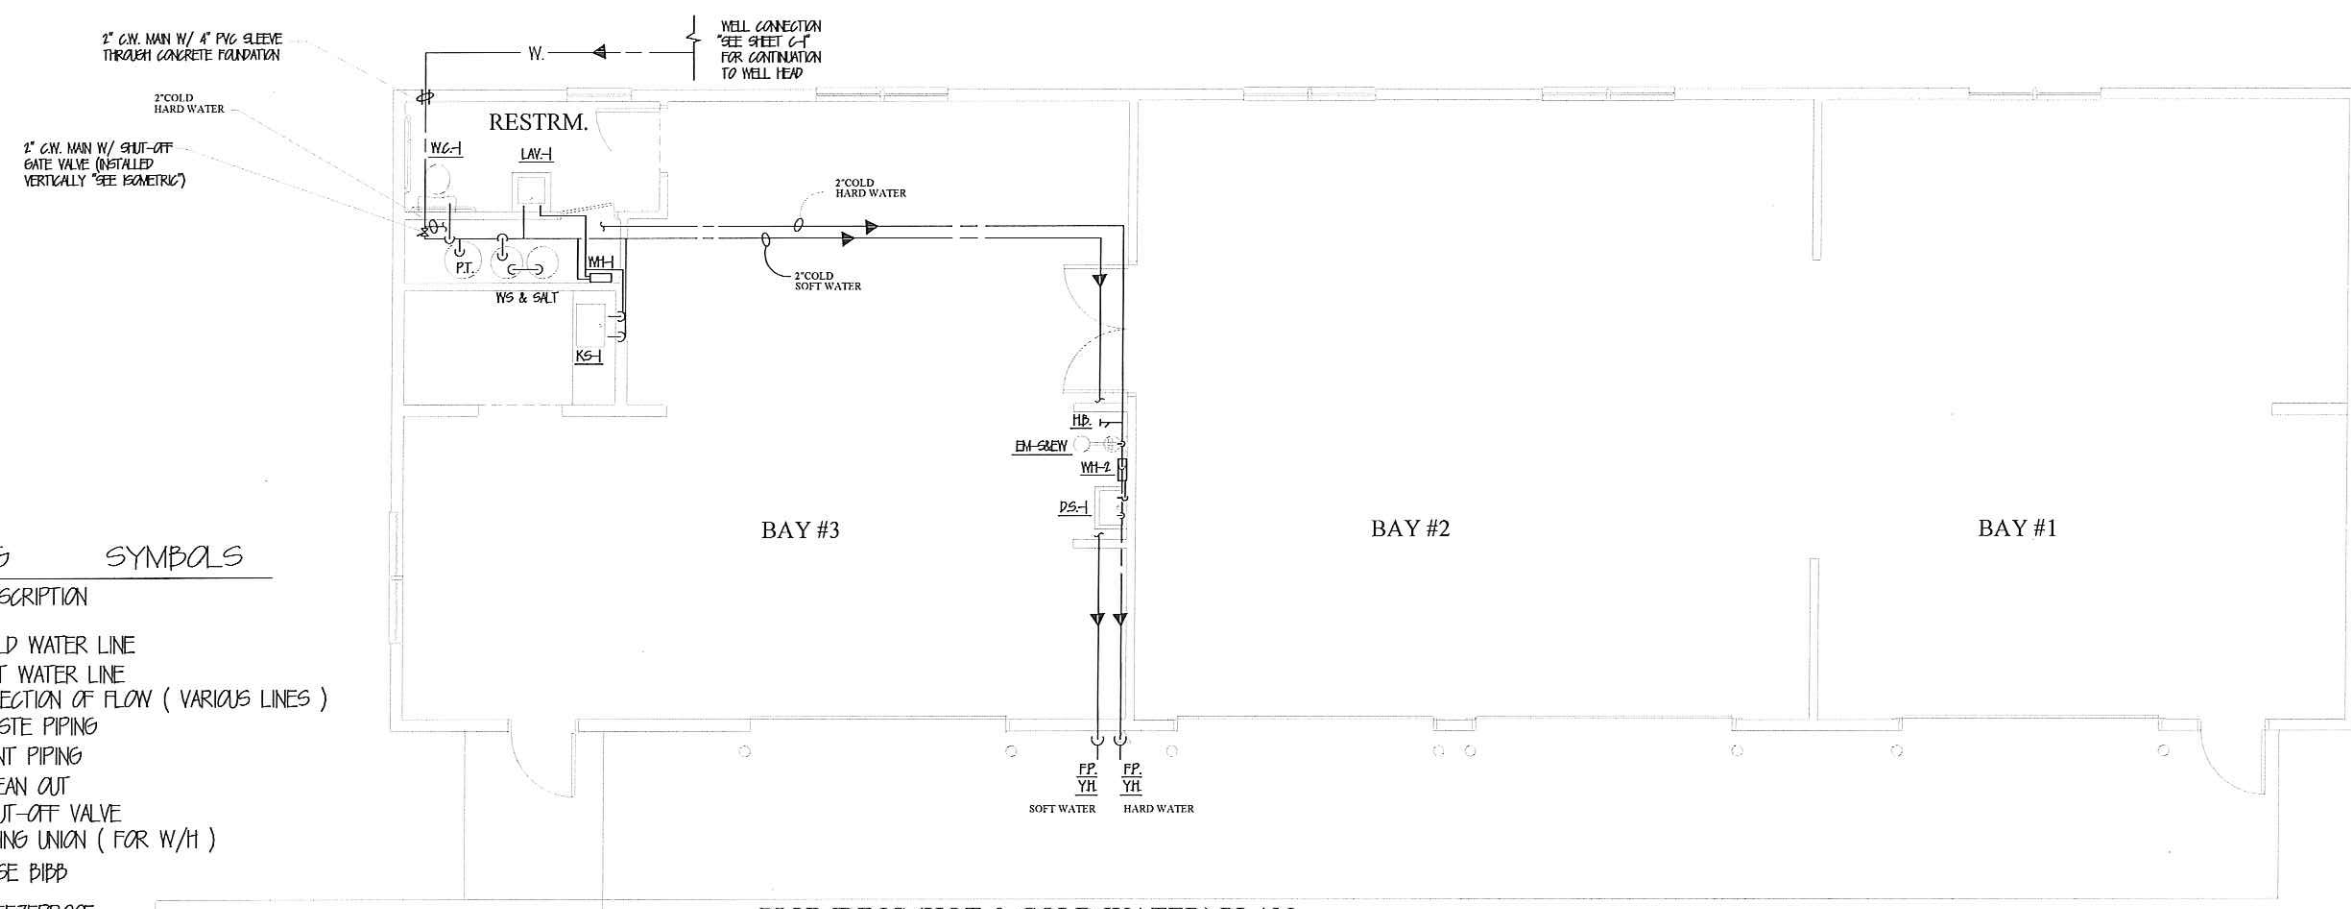 2" C.W. MAIN W/ 4" PVC SLEEVE
THROUGH CONCRETE FOUNDATION
W.
WELL CONNECTION
"SEE SHEET C-1"
FOR CONTINUATION
TO WELL HEAD
2"COLD
HARD WATER
2" C.W. MAIN W/ SHUT-OFF
GATE VALVE (INSTALLED
VERTICALLY "SEE ISOMETRIC")
RESTRM.
W.C.-1
LAV.-1
2"COLD
HARD WATER
P.T.
WH-1
WS & SALT
2"COLD
SOFT WATER
KS-1
H.B.
EM-S&EW
WH-2
DS.-1
BAY #3
BAY #2
BAY #1
F.P.
Y.H.
F.P.
Y.H.
SOFT WATER
HARD WATER
SYMBOLS
SCRIPTION
LD WATER LINE
T WATER LINE
ECTION OF FLOW ( VARIOUS LINES )
STE PIPING
NT PIPING
EAN OUT
UT-OFF VALVE
ING UNION ( FOR W/H )
SE BIBB